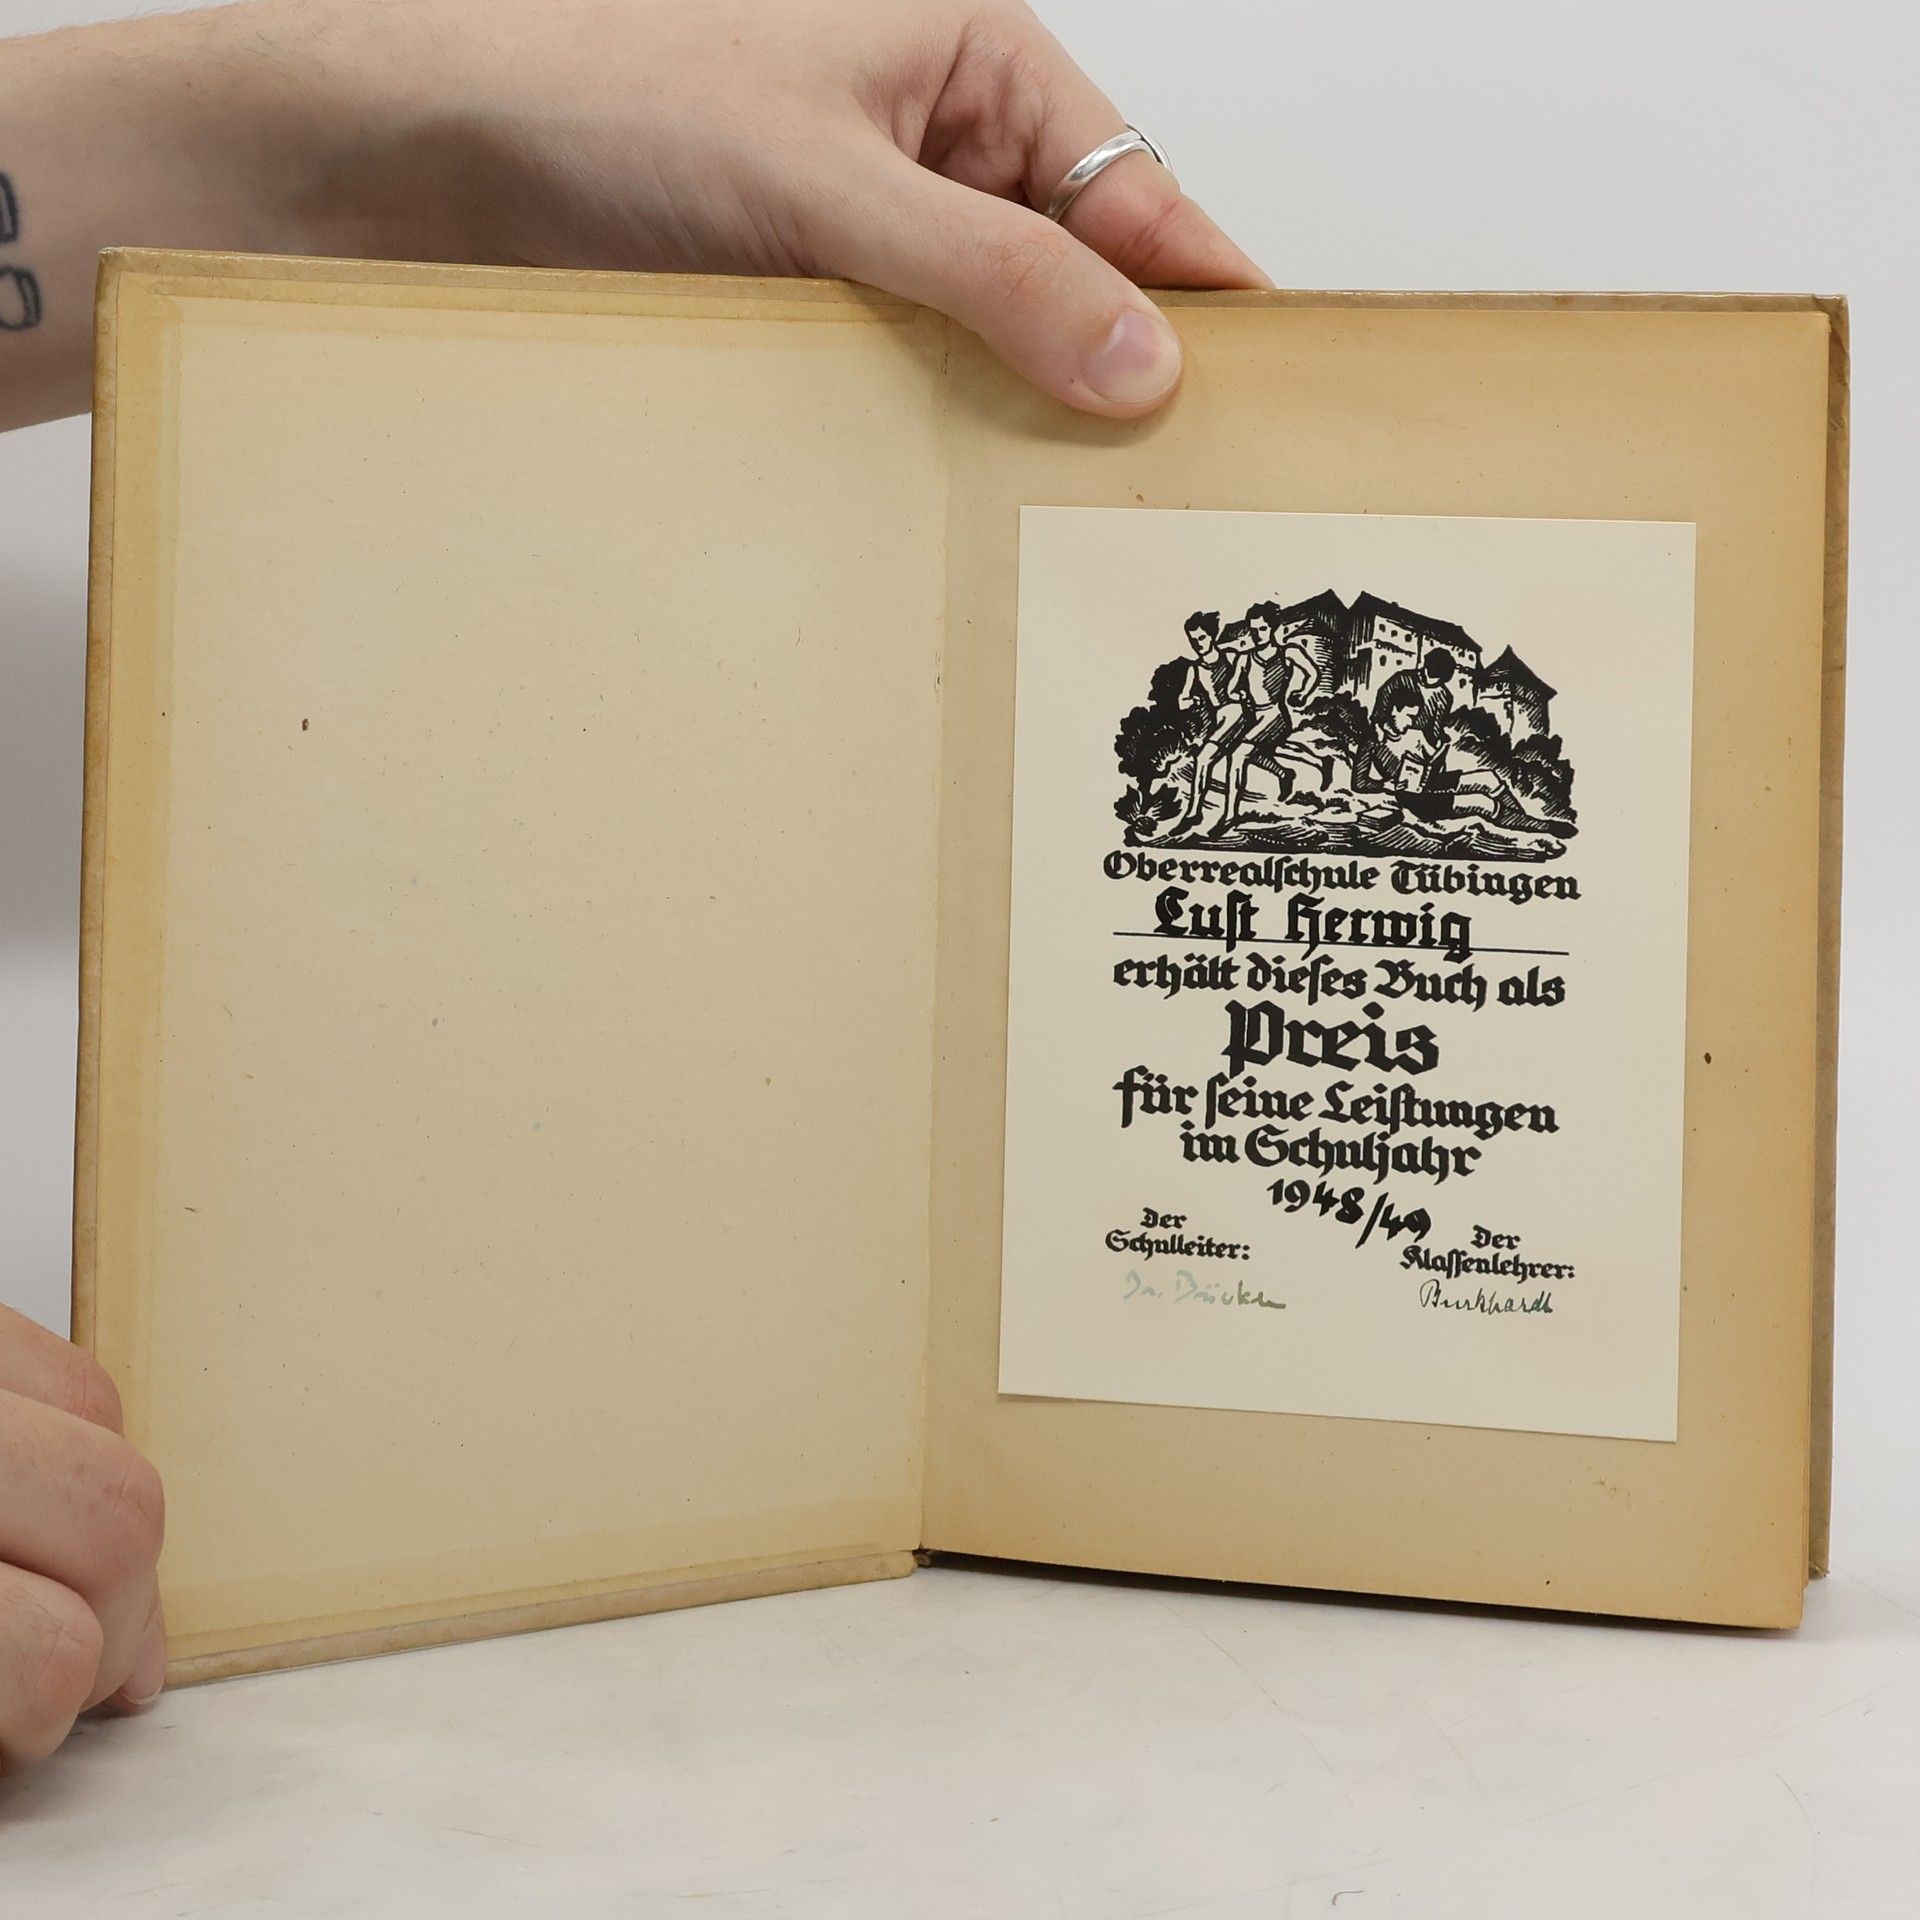 Oberrealſchule Tübingen
Luſt Herwig
erhält dieſes Buch als
Preis
für ſeine Leiſtungen
im Schuljahr
1948/49
Der
Schulleiter:
Der
Klaſſenlehrer:
Dr.
Burkhardt